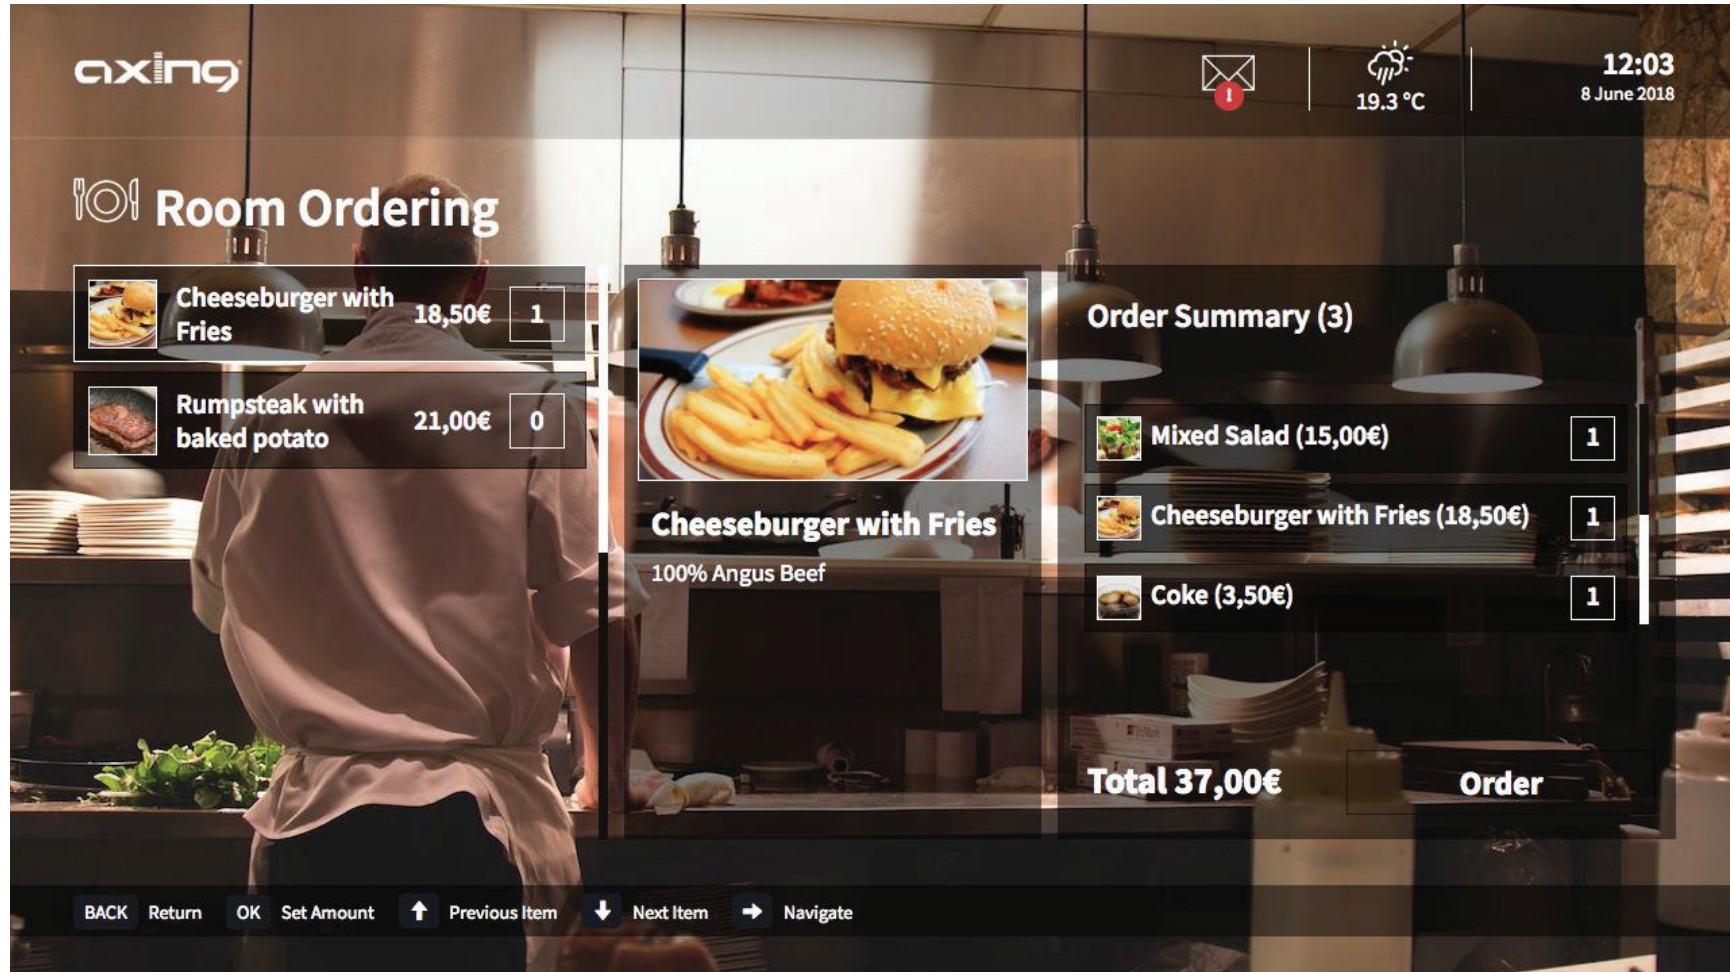 axing
19.3 °C
12:03
8 June 2018
Room Ordering
Cheeseburger with
Fries
18,50€
1
Rumpsteak with
baked potato
21,00€
0
Cheeseburger with Fries
100% Angus Beef
Order Summary (3)
Mixed Salad (15,00€)
1
Cheeseburger with Fries (18,50€)
1
Coke (3,50€)
1
Total 37,00€
Order
BACK Return OK Set Amount Previous Item Next Item Navigate